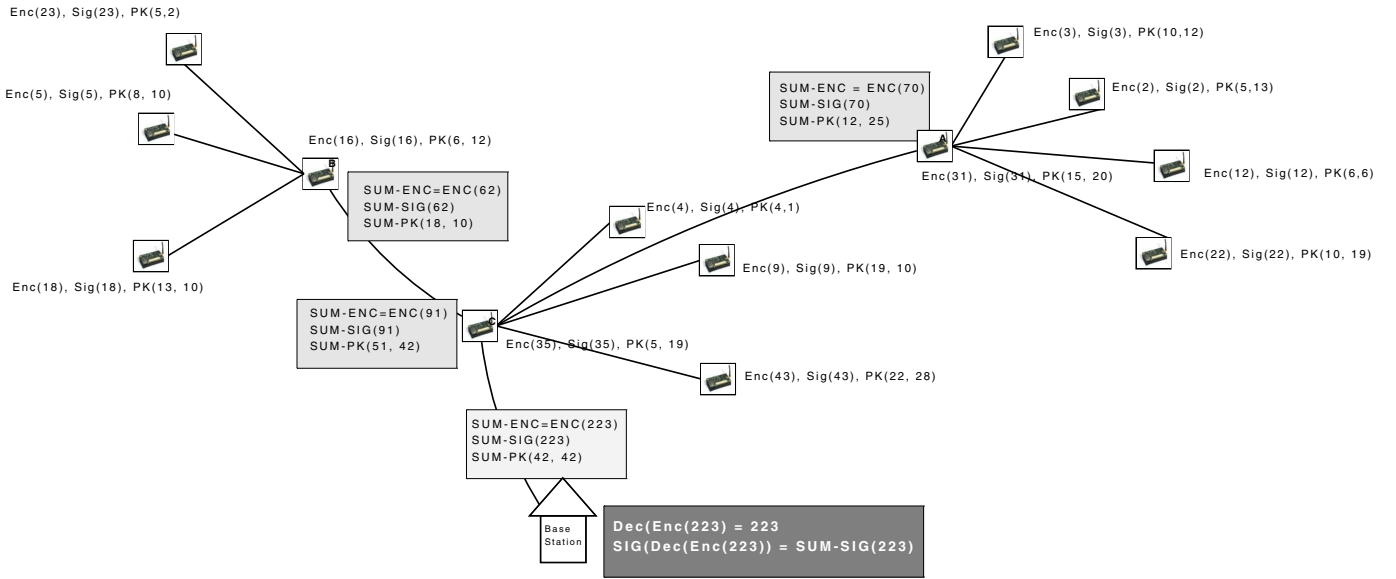 Enc(23), Sig(23), PK(5,2)
Enc(5), Sig(5), PK(8, 10)
Enc(16), Sig(16), PK(6, 12)
B
SUM-ENC=ENC(62)
SUM-SIG(62)
SUM-PK(18, 10)
Enc(18), Sig(18), PK(13, 10)
Enc(3), Sig(3), PK(10,12)
SUM-ENC = ENC(70)
SUM-SIG(70)
SUM-PK(12, 25)
Enc(2), Sig(2), PK(5,13)
A
Enc(31), Sig(31), PK(15, 20)
Enc(12), Sig(12), PK(6,6)
Enc(4), Sig(4), PK(4,1)
Enc(22), Sig(22), PK(10, 19)
Enc(9), Sig(9), PK(19, 10)
SUM-ENC=ENC(91)
SUM-SIG(91)
SUM-PK(51, 42)
C
Enc(35), Sig(35), PK(5, 19)
Enc(43), Sig(43), PK(22, 28)
SUM-ENC=ENC(223)
SUM-SIG(223)
SUM-PK(42, 42)
Base
Station
Dec(Enc(223) = 223
SIG(Dec(Enc(223)) = SUM-SIG(223)